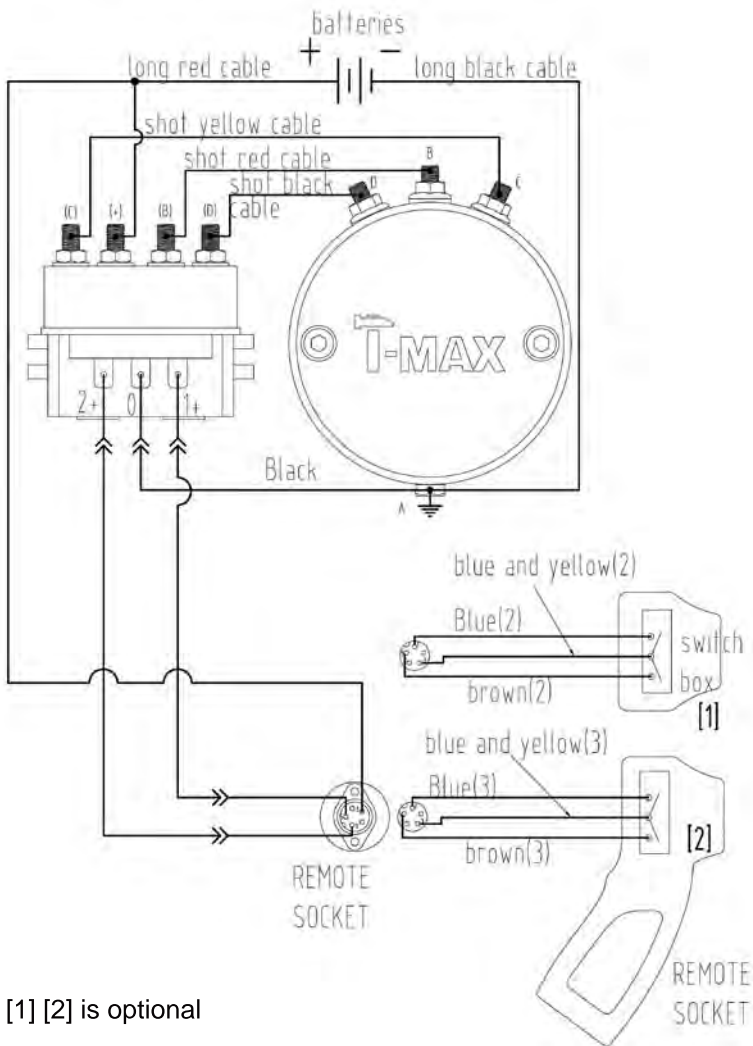 batteries
+ −
long red cable
long black cable
shot yellow cable
shot red cable
shot black
cable
B
D
C
(C) (+) (B) (D)
T-MAX
2+ 0 1+
Black
A
blue and yellow(2)
Blue(2)
switch
box
brown(2)
[1]
blue and yellow(3)
Blue(3)
[2]
brown(3)
REMOTE
SOCKET
REMOTE
SOCKET
[1] [2] is optional